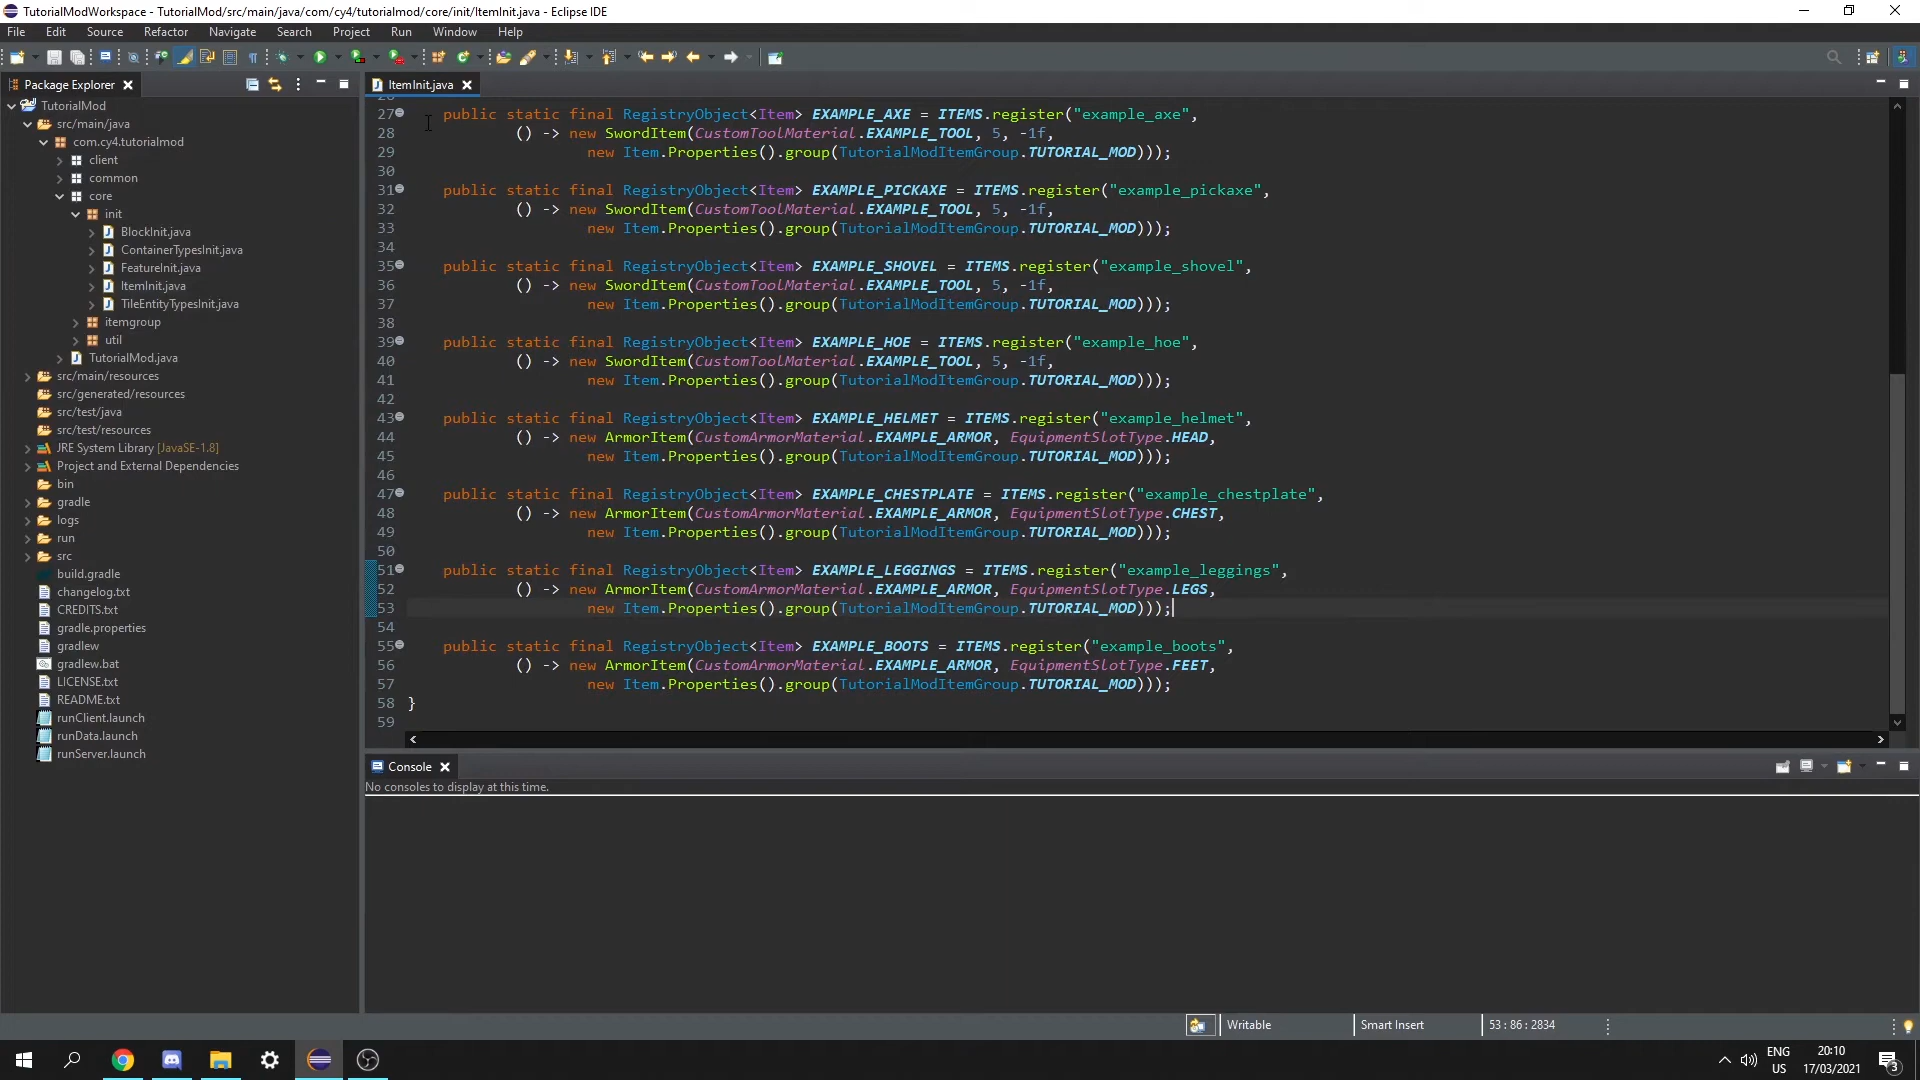 TutorialModWorkspace - TutorialMod/src/main/java/com/cy4/tutorialmod/core/init/ItemInit.java - Eclipse IDE
File Edit Source Refactor Navigate Search Project Run Window Help
Package Explorer
TutorialMod
src/main/java
com.cy4.tutorialmod
client
common
core
init
BlockInit.java
ContainerTypesInit.java
FeatureInit.java
ItemInit.java
TileEntityTypesInit.java
itemgroup
util
TutorialMod.java
src/main/resources
src/generated/resources
src/test/java
src/test/resources
JRE System Library [JavaSE-1.8]
Project and External Dependencies
bin
gradle
logs
run
src
build.gradle
changelog.txt
CREDITS.txt
gradle.properties
gradlew
gradlew.bat
LICENSE.txt
README.txt
runClient.launch
runData.launch
runServer.launch
ItemInit.java
27 public static final RegistryObject<Item> EXAMPLE_AXE = ITEMS.register("example_axe",
28 () -> new SwordItem(CustomToolMaterial.EXAMPLE_TOOL, 5, -1f,
29 new Item.Properties().group(TutorialModItemGroup.TUTORIAL_MOD)));
30
31 public static final RegistryObject<Item> EXAMPLE_PICKAXE = ITEMS.register("example_pickaxe",
32 () -> new SwordItem(CustomToolMaterial.EXAMPLE_TOOL, 5, -1f,
33 new Item.Properties().group(TutorialModItemGroup.TUTORIAL_MOD)));
34
35 public static final RegistryObject<Item> EXAMPLE_SHOVEL = ITEMS.register("example_shovel",
36 () -> new SwordItem(CustomToolMaterial.EXAMPLE_TOOL, 5, -1f,
37 new Item.Properties().group(TutorialModItemGroup.TUTORIAL_MOD)));
38
39 public static final RegistryObject<Item> EXAMPLE_HOE = ITEMS.register("example_hoe",
40 () -> new SwordItem(CustomToolMaterial.EXAMPLE_TOOL, 5, -1f,
41 new Item.Properties().group(TutorialModItemGroup.TUTORIAL_MOD)));
42
43 public static final RegistryObject<Item> EXAMPLE_HELMET = ITEMS.register("example_helmet",
44 () -> new ArmorItem(CustomArmorMaterial.EXAMPLE_ARMOR, EquipmentSlotType.HEAD,
45 new Item.Properties().group(TutorialModItemGroup.TUTORIAL_MOD)));
46
47 public static final RegistryObject<Item> EXAMPLE_CHESTPLATE = ITEMS.register("example_chestplate",
48 () -> new ArmorItem(CustomArmorMaterial.EXAMPLE_ARMOR, EquipmentSlotType.CHEST,
49 new Item.Properties().group(TutorialModItemGroup.TUTORIAL_MOD)));
50
51 public static final RegistryObject<Item> EXAMPLE_LEGGINGS = ITEMS.register("example_leggings",
52 () -> new ArmorItem(CustomArmorMaterial.EXAMPLE_ARMOR, EquipmentSlotType.LEGS,
53 new Item.Properties().group(TutorialModItemGroup.TUTORIAL_MOD)));
54
55 public static final RegistryObject<Item> EXAMPLE_BOOTS = ITEMS.register("example_boots",
56 () -> new ArmorItem(CustomArmorMaterial.EXAMPLE_ARMOR, EquipmentSlotType.FEET,
57 new Item.Properties().group(TutorialModItemGroup.TUTORIAL_MOD)));
58 }
59
Console
No consoles to display at this time.
Writable Smart Insert 53 : 86 : 2834
ENG US
20:10
17/03/2021
3